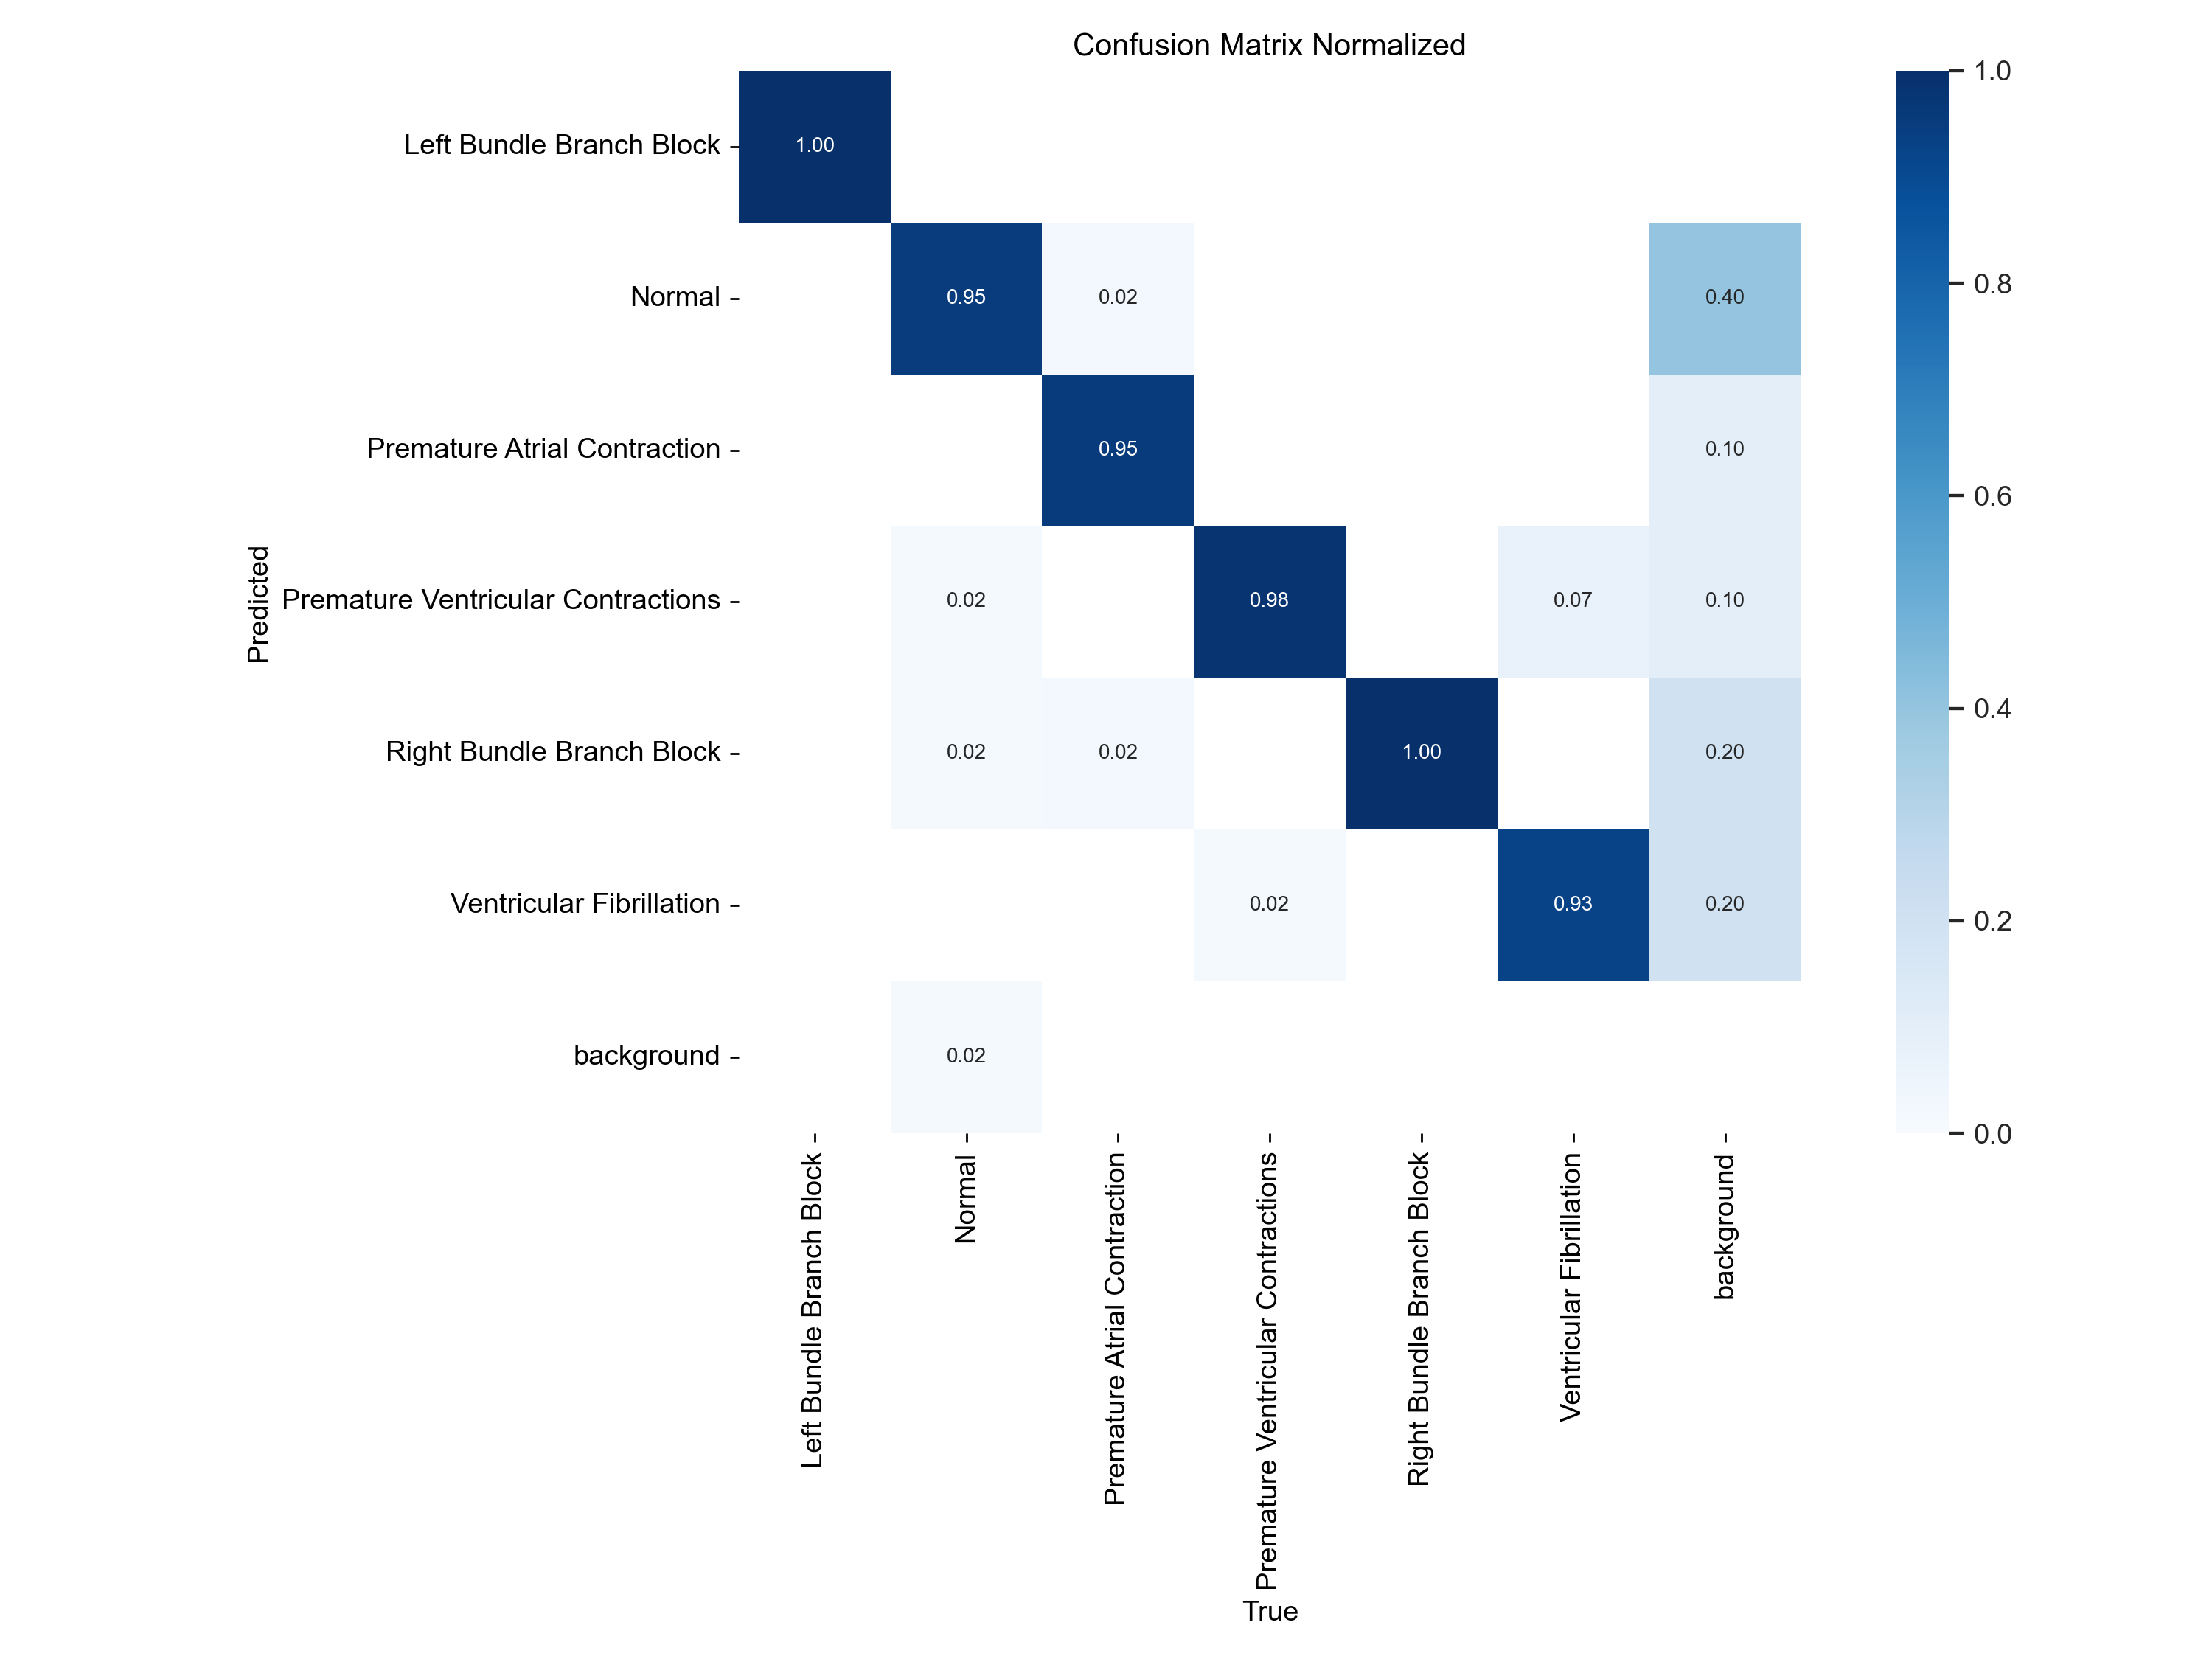 Confusion Matrix Normalized
Left Bundle Branch Block
1.00
Normal
0.95
0.02
0.40
Premature Atrial Contraction
0.95
0.10
Premature Ventricular Contractions
0.02
0.98
0.07
0.10
Right Bundle Branch Block
0.02
0.02
1.00
0.20
Ventricular Fibrillation
0.02
0.93
0.20
background
0.02
Predicted
Left Bundle Branch Block
Normal
Premature Atrial Contraction
Premature Ventricular Contractions
Right Bundle Branch Block
Ventricular Fibrillation
background
True
1.0
0.8
0.6
0.4
0.2
0.0